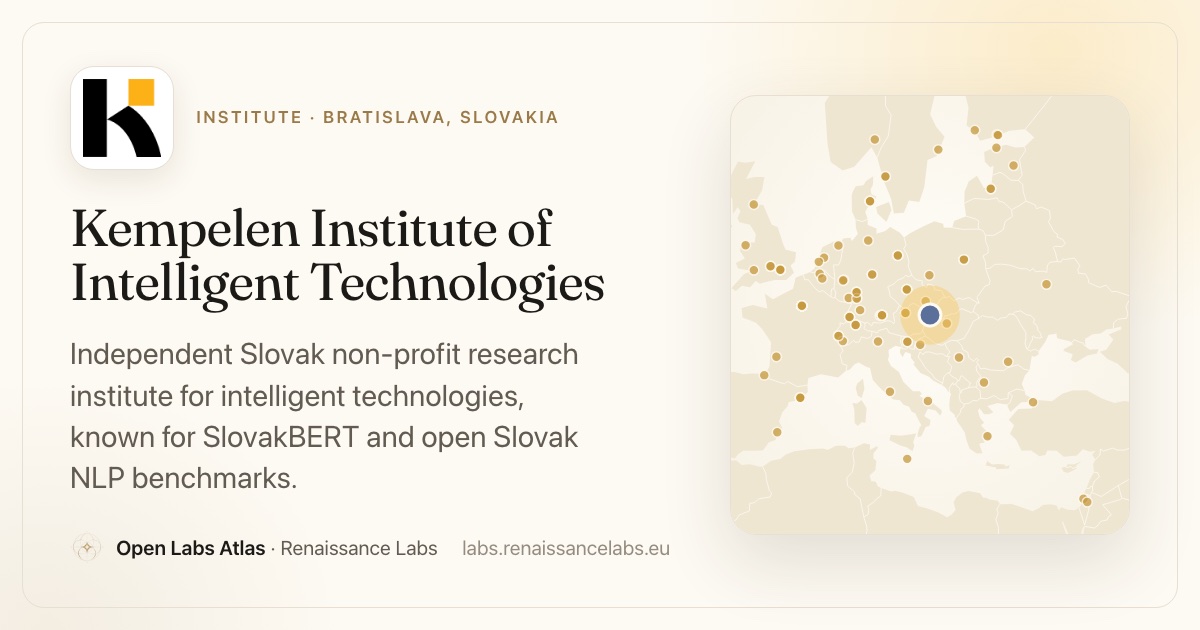 INSTITUTE · BRATISLAVA, SLOVAKIA
Kempelen Institute of
Intelligent Technologies
Independent Slovak non-profit research
institute for intelligent technologies,
known for SlovakBERT and open Slovak
NLP benchmarks.
Open Labs Atlas · Renaissance Labs labs.renaissancelabs.eu